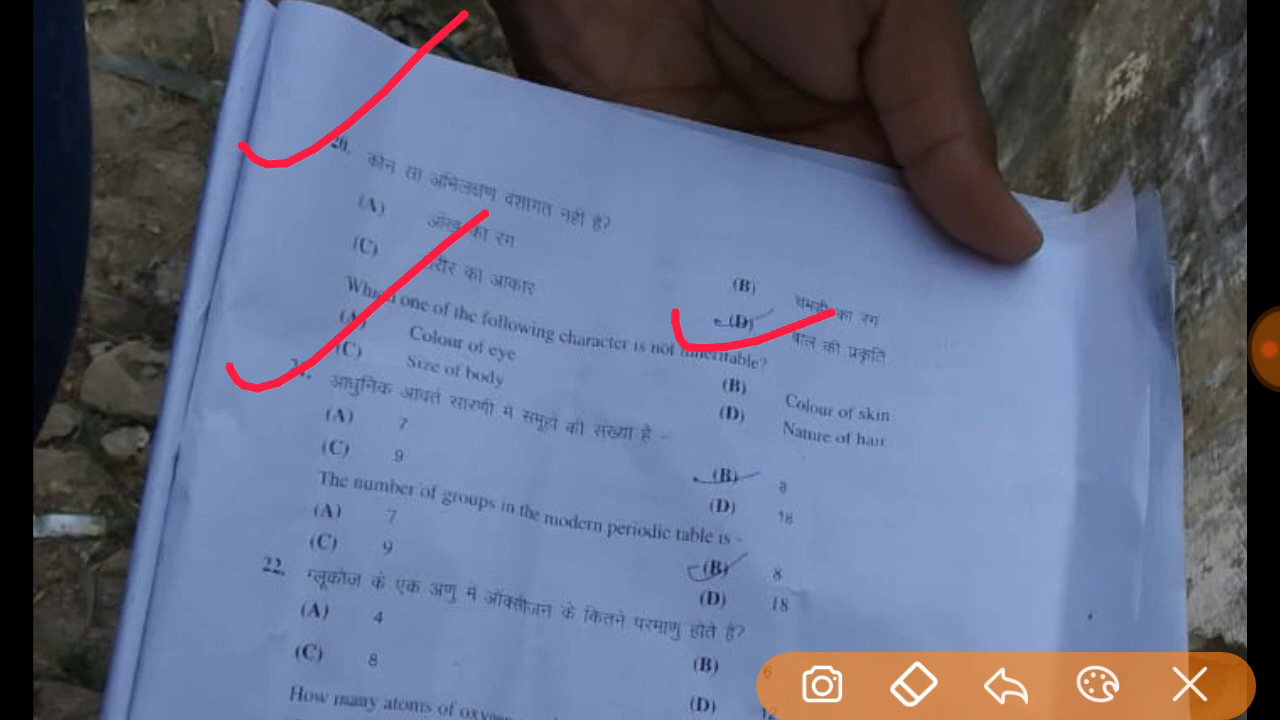 20. कौन सा अभिलक्षण वंशागत नहीं है?
(A) आँख की रंग
(B) चमड़ी का रंग
(C) शरीर का आकार
(D) बाल की प्रकृति
Which one of the following character is not inheritable?
(A) Colour of eye
(B) Colour of skin
(C) Size of body
(D) Nature of hair
21. आधुनिक आवर्त सारणी में समूहों की संख्या है –
(A) 7
(B) 8
(C) 9
(D) 18
The number of groups in the modern periodic table is –
(A) 7
(B) 8
(C) 9
(D) 18
22. ग्लूकोज के एक अणु में ऑक्सीजन के कितने परमाणु होते हैं?
(A) 4
(B) 6
(C) 8
(D)
How many atoms of